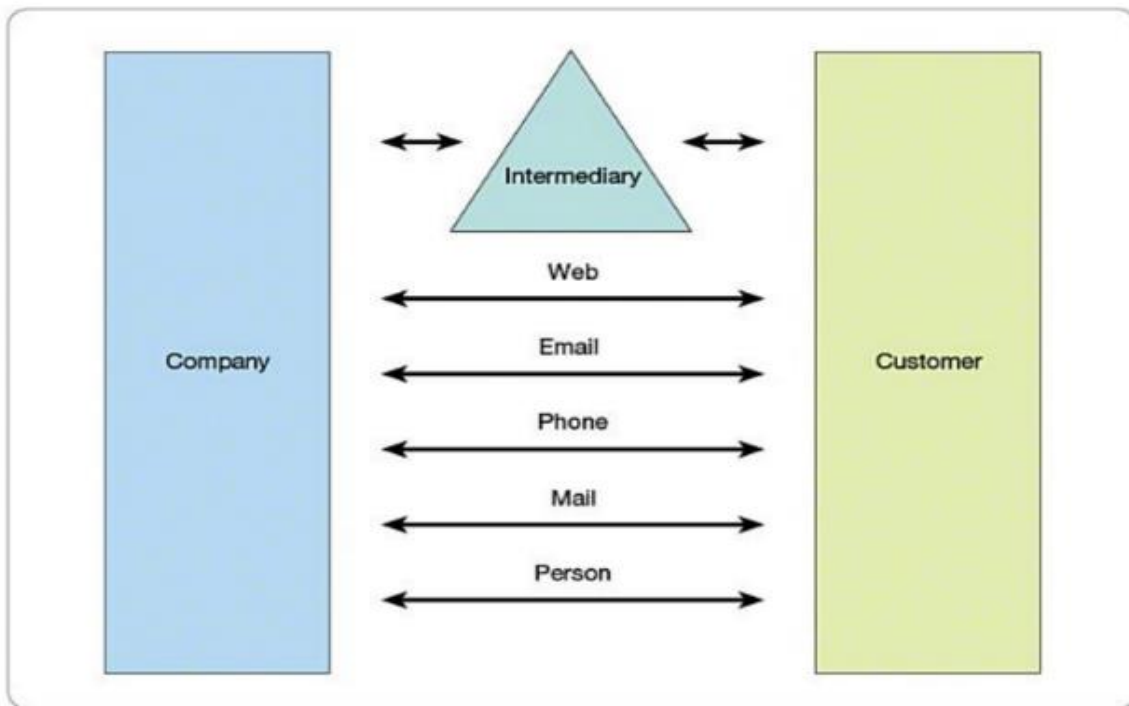 Intermediary
Web
Email
Company
Customer
Phone
Mail
Person